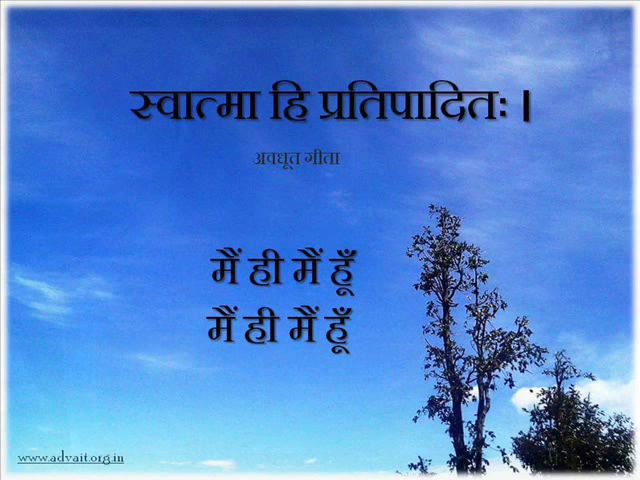 स्वात्मा हि प्रतिपादितः ।
अवधूत गीता
मैं ही मैं हूँ
मैं ही मैं हूँ
www.advait.org.in